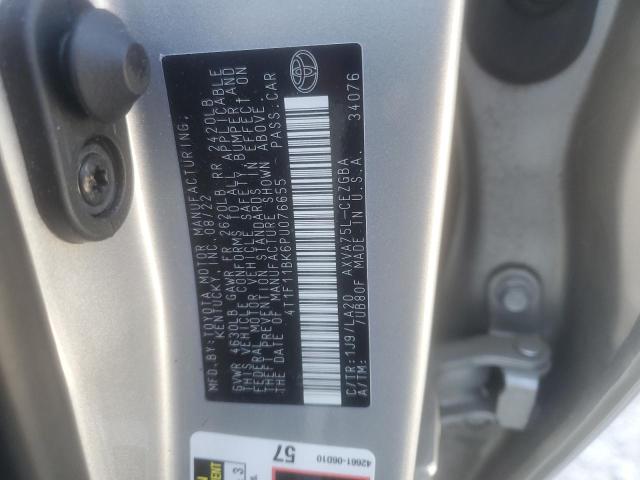 MFD.BY:TOYOTA MOTOR MANUFACTURING,
KENTUCKY, INC. 08/22
GVWR 4630LB GAWR FR 2620LB RR 2420LB
THIS VEHICLE CONFORMS TO ALL APPLICABLE
FEDERAL MOTOR VEHICLE SAFETY, BUMPER AND
THEFT PREVENTION STANDARDS IN EFFECT ON
THE DATE OF MANUFACTURE SHOWN ABOVE.
4T1F11BK6PU076655 PASS.CAR
C/TR:1J9/LA20 AXVA75L-CEZGBA
A/TM: /UB80F MADE IN U.S.A. 34076
57
42661-06D10